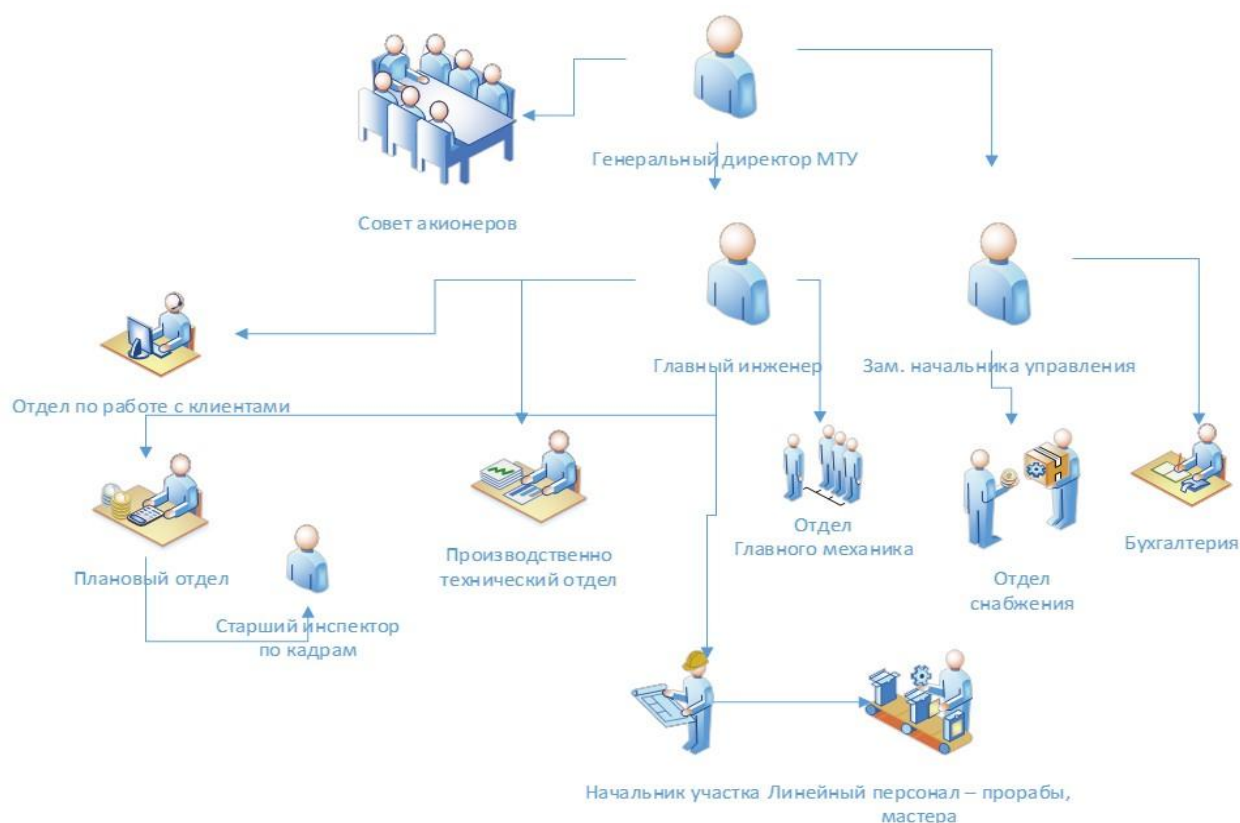 Генеральный директор МТУ
Совет акионеров
Главный инженер
Зам. начальника управления
Отдел по работе с клиентами
Плановый отдел
Старший инспектор
по кадрам
Производственно
технический отдел
Отдел
Главного механика
Отдел
снабжения
Бухгалтерия
Начальник участка
Линейный персонал – прорабы,
мастера